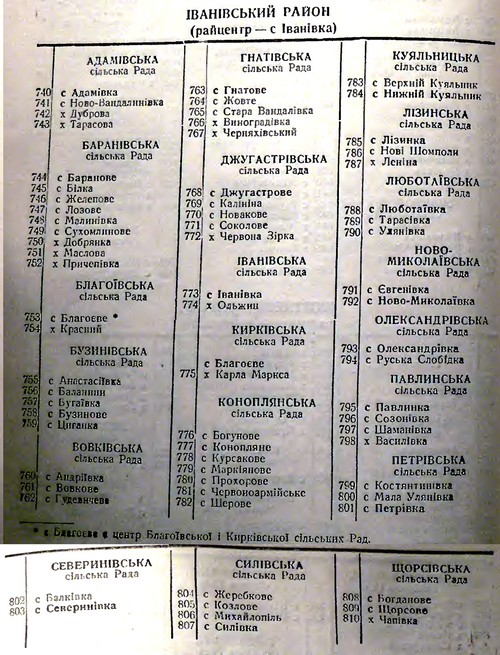 ІВАНІВСЬКИЙ РАЙОН
(райцентр — с Іванівка)
АДАМІВСЬКА
сільська Рада
740 с Адамівка
741 с Ново-Вандалинівка
742 х Дуброва
743 х Тарасова
БАРАНІВСЬКА
сільська Рада
744 с Баранове
745 с Білка
746 с Желепове
747 с Лозове
748 с Малинівка
749 с Сухомлинове
750 х Добрянка
751 х Маслова
752 х Причепівка
БЛАГОЇВСЬКА
сільська Рада
753 с Благоєве *
754 х Красний
БУЗИНІВСЬКА
сільська Рада
755 с Анастасіївка
756 с Баланини
757 с Бугаївка
758 с Бузинове
759 с Циганка
ВОВКІВСЬКА
сільська Рада
760 с Андріївка
761 с Вовкове
762 с Гудевичеве
ГНАТІВСЬКА
сільська Рада
763 с Гнатове
764 с Жовте
765 с Стара Вандалівка
766 х Виноградівка
767 х Черняхівський
ДЖУГАСТРІВСЬКА
сільська Рада
768 с Джугастрове
769 с Калініна
770 с Новакове
771 с Соколове
772 х Червона Зірка
ІВАНІВСЬКА
сільська Рада
773 с Іванівка
774 х Ольжин
КИРКІВСЬКА
сільська Рада
с Благоєве
775 х Карла Маркса
КОНОПЛЯНСЬКА
сільська Рада
776 с Богунове
777 с Конопляне
778 с Курсакове
779 с Маркіянове
780 с Прохорове
781 с Червоноармійське
782 с Шерове
КУЯЛЬНИЦЬКА
сільська Рада
783 с Верхній Куяльник
784 с Нижній Куяльник
ЛІЗИНСЬКА
сільська Рада
785 с Лізинка
786 с Нові Шомполи
787 х Леніна
ЛЮБОТАЇВСЬКА
сільська Рада
788 с Люботаївка
789 с Тарасівка
790 с Улянівка
НОВО-
МИКОЛАЇВСЬКА
сільська Рада
791 с Євгенівка
792 с Ново-Миколаївка
ОЛЕКСАНДРІВСЬКА
сільська Рада
793 с Олександрівка
794 с Руська Слобідка
ПАВЛИНСЬКА
сільська Рада
795 с Павлинка
796 с Созонівка
797 с Шаманівка
798 х Василівка
ПЕТРІВСЬКА
сільська Рада
799 с Костянтинівка
800 с Мала Улянівка
801 с Петрівка
* с Благоєве є центр Благоївської і Кирківської сільських Рад.
СЕВЕРИНІВСЬКА
сільська Рада
802 с Балківка
803 с Северинівка
СИЛІВСЬКА
сільська Рада
804 с Жеребкове
805 с Козлове
806 с Михайлопіль
807 с Силівка
ЩОРСІВСЬКА
сільська Рада
808 с Богданове
809 с Щорсове
810 х Чапівка